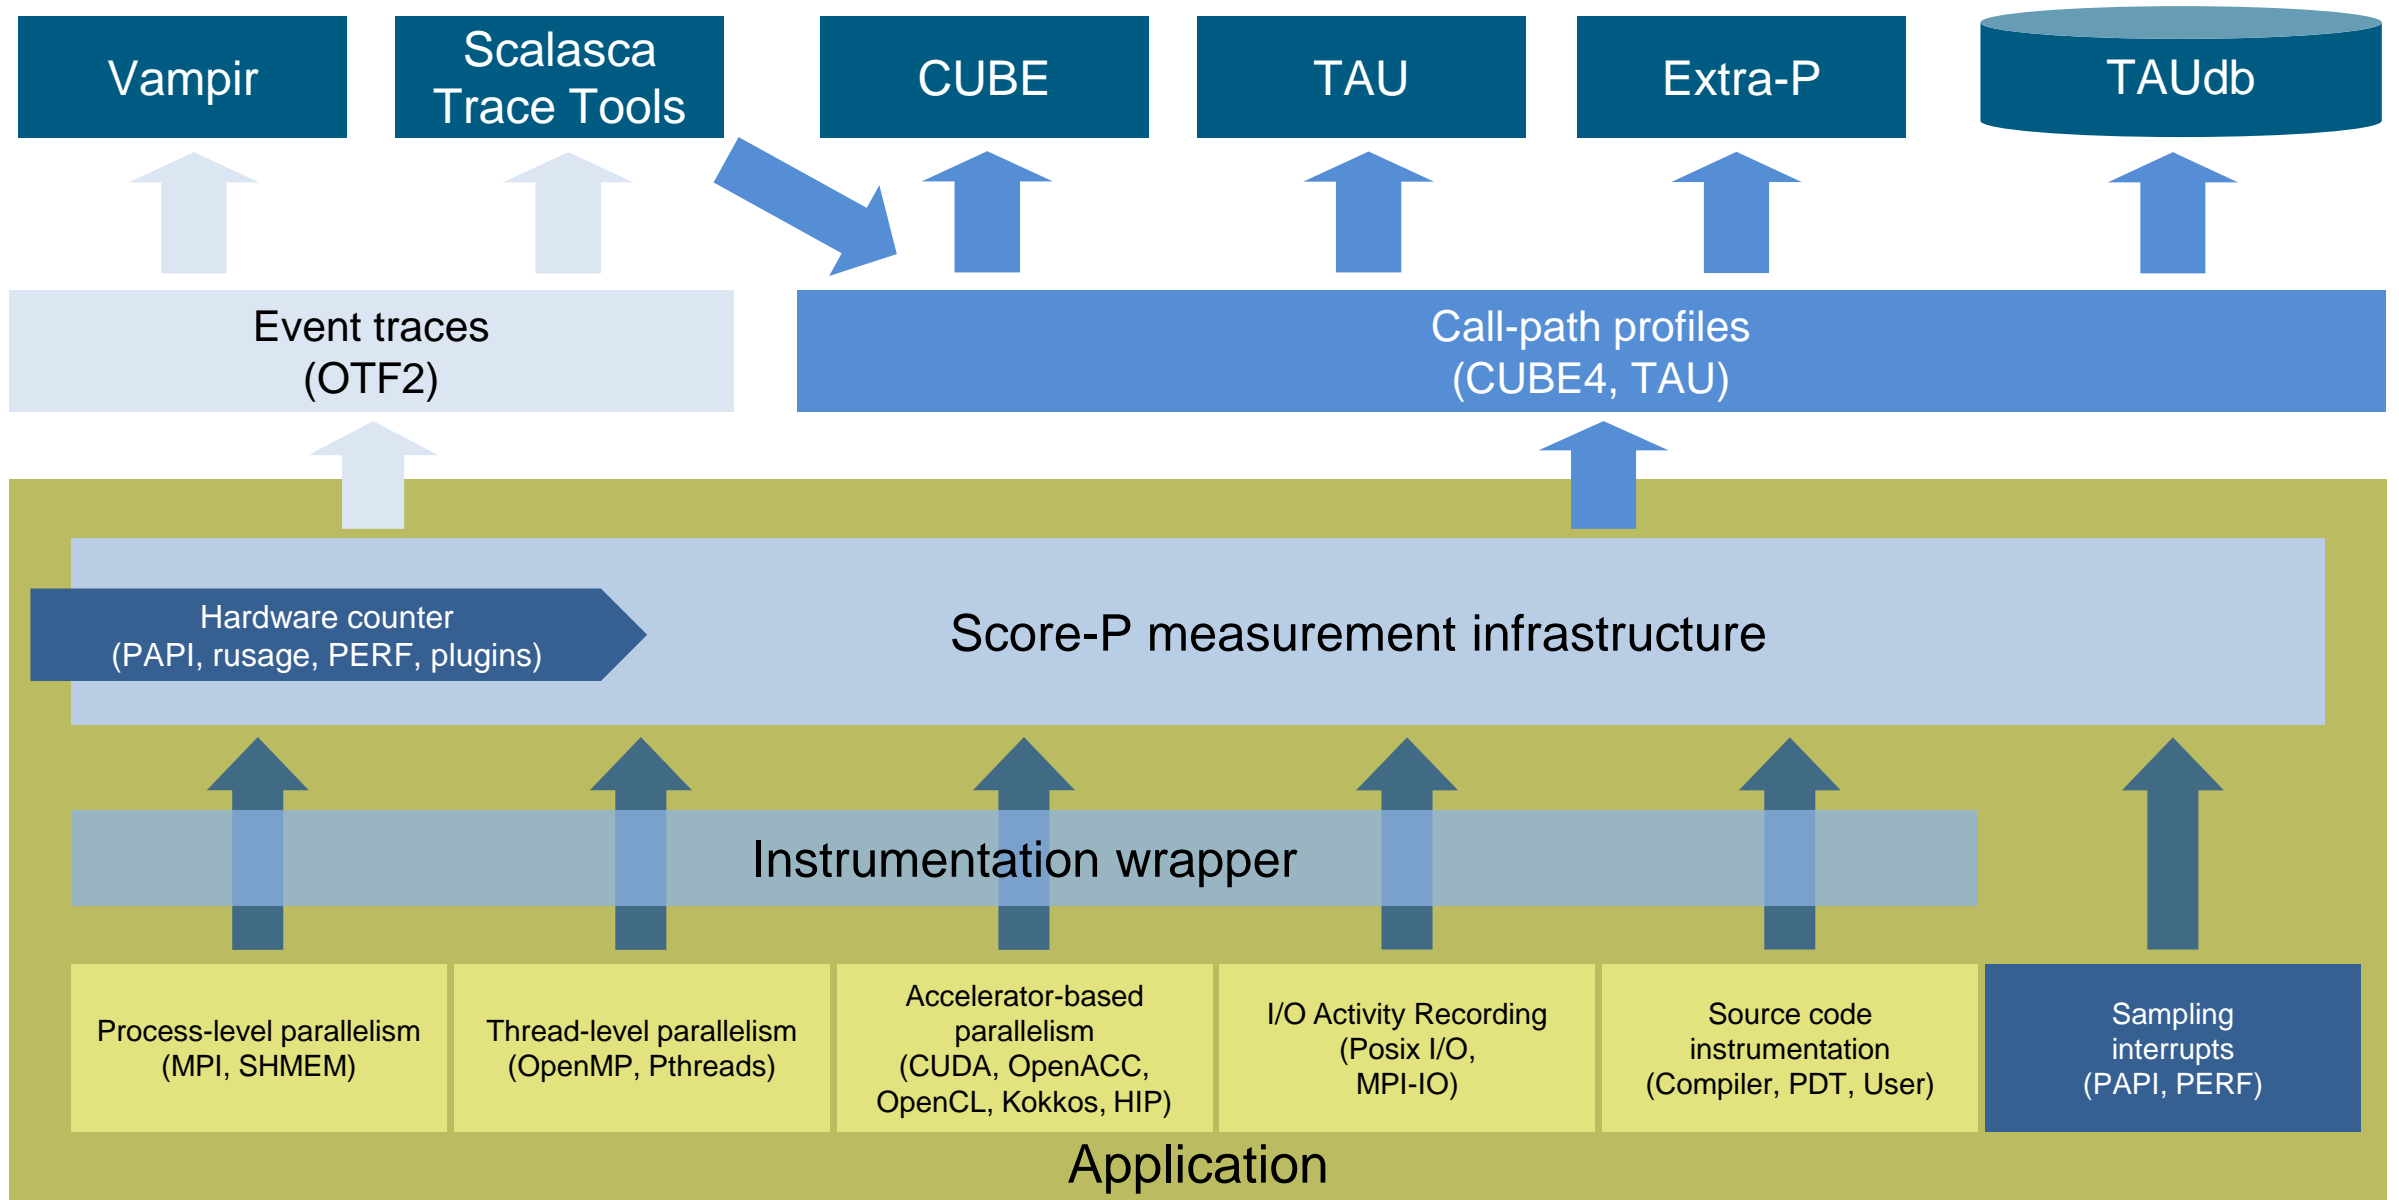 Vampir
Scalasca
Trace Tools
CUBE
TAU
Extra-P
TAUdb
Event traces
(OTF2)
Call-path profiles
(CUBE4, TAU)
Hardware counter
(PAPI, rusage, PERF, plugins)
Score-P measurement infrastructure
Instrumentation wrapper
Process-level parallelism
(MPI, SHMEM)
Thread-level parallelism
(OpenMP, Pthreads)
Accelerator-based
parallelism
(CUDA, OpenACC,
OpenCL, Kokkos, HIP)
I/O Activity Recording
(Posix I/O,
MPI-IO)
Source code
instrumentation
(Compiler, PDT, User)
Sampling
interrupts
(PAPI, PERF)
Application